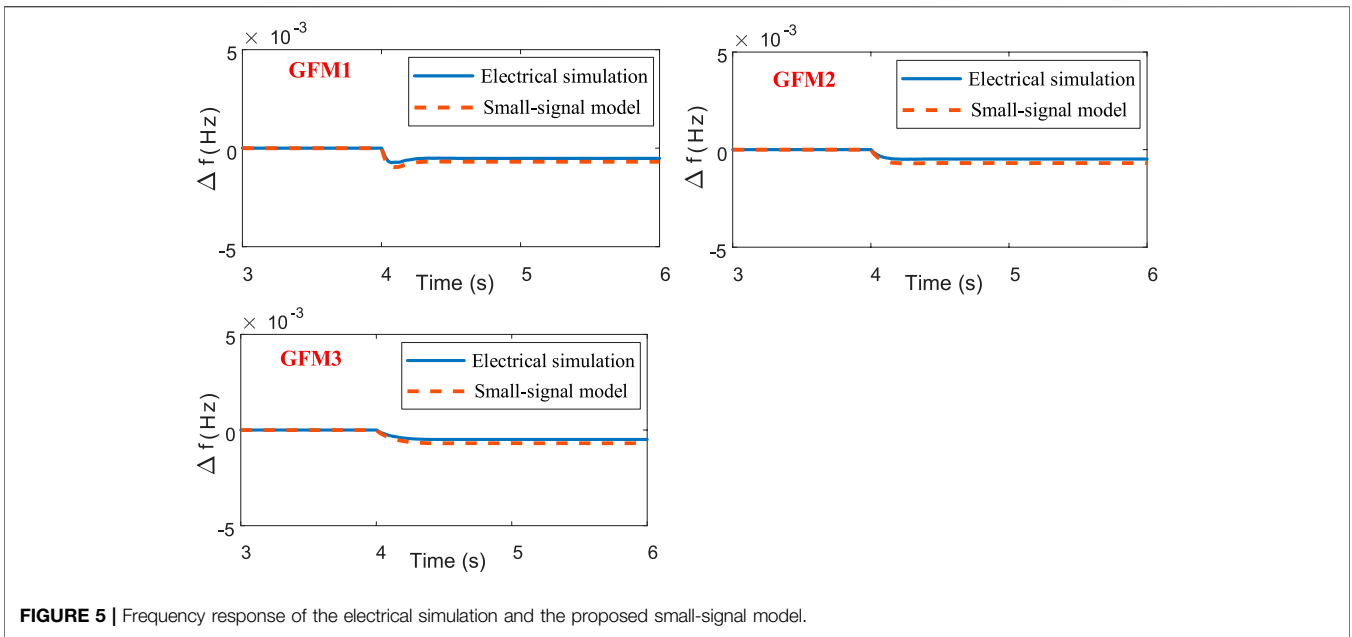 × 10⁻³
5
GFM1
Electrical simulation
Small-signal model
0
Δ f(Hz)
-5
3 4 5 6
Time (s)
× 10⁻³
5
GFM2
Electrical simulation
Small-signal model
0
Δ f(Hz)
-5
3 4 5 6
Time (s)
× 10⁻³
5
GFM3
Electrical simulation
Small-signal model
0
Δ f(Hz)
-5
3 4 5 6
Time (s)
FIGURE 5 | Frequency response of the electrical simulation and the proposed small-signal model.